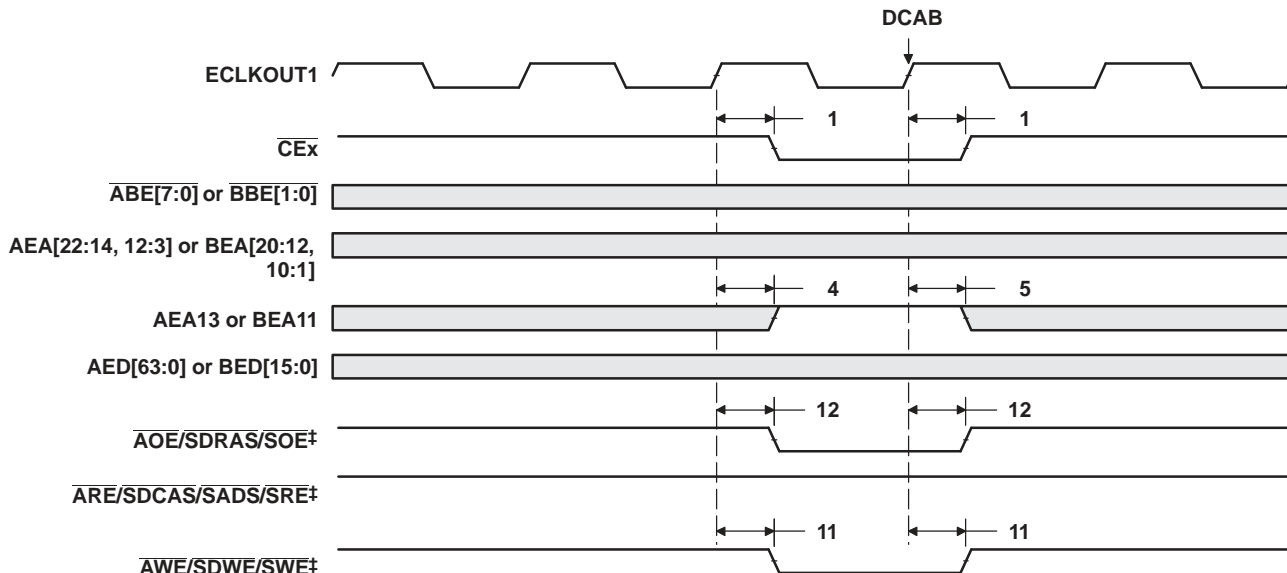 DCAB
ECLKOUT1
1 1
CEx
ABE[7:0] or BBE[1:0]
AEA[22:14, 12:3] or BEA[20:12,
10:1]
4 5
AEA13 or BEA11
AED[63:0] or BED[15:0]
12 12
AOE/SDRAS/SOE‡
ARE/SDCAS/SADS/SRE‡
11 11
AWE/SDWE/SWE‡